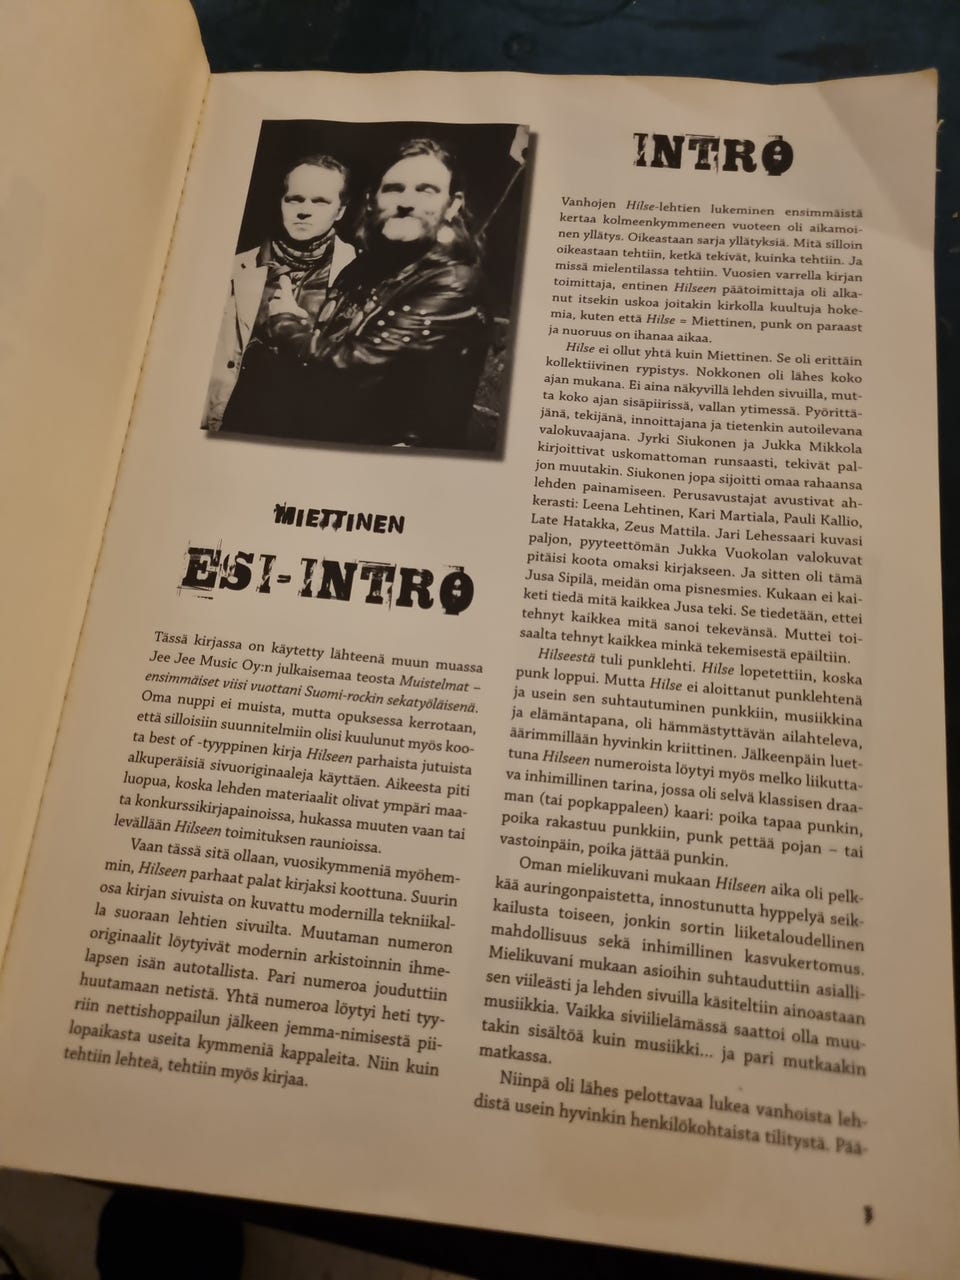 MIETTINEN
ESI-INTRO
Tässä kirjassa on käytetty lähteenä muun muassa
Jee Jee Music Oy:n julkaisemaa teosta Muistelmat –
ensimmäiset viisi vuottani Suomi-rockin sekatyöläisenä.
Oma nuppi ei muista, mutta opuksessa kerrotaan,
että silloisiin suunnitelmiin olisi kuulunut myös koo-
ta best of -tyyppinen kirja Hilseen parhaista jutuista
alkuperäisiä sivuoriginaaleja käyttäen. Aikeesta piti
luopua, koska lehden materiaalit olivat ympäri maa-
ta konkurssikirjapainoissa, hukassa muuten vaan tai
levällään Hilseen toimituksen raunioissa.
Vaan tässä sitä ollaan, vuosikymmeniä myöhem-
min, Hilseen parhaat palat kirjaksi koottuna. Suurin
osa kirjan sivuista on kuvattu modernilla tekniikal-
la suoraan lehtien sivuilta. Muutaman numeron
originaalit löytyivät modernin arkistoinnin ihme-
lapsen isän autotallista. Pari numeroa jouduttiin
huutamaan netistä. Yhtä numeroa löytyi heti tyy-
riin nettishoppailun jälkeen jemma-nimisestä pii-
lopaikasta useita kymmeniä kappaleita. Niin kuin
tehtiin lehteä, tehtiin myös kirjaa.
INTRO
Vanhojen Hilse-lehtien lukeminen ensimmäistä
kertaa kolmeenkymmeneen vuoteen oli aikamoi-
nen yllätys. Oikeastaan sarja yllätyksiä. Mitä silloin
oikeastaan tehtiin, ketkä tekivät, kuinka tehtiin. Ja
missä mielentilassa tehtiin. Vuosien varrella kirjan
toimittaja, entinen Hilseen päätoimittaja oli alka-
nut itsekin uskoa joitakin kirkolla kuultuja hoke-
mia, kuten että Hilse = Miettinen, punk on paraast
ja nuoruus on ihanaa aikaa.
Hilse ei ollut yhtä kuin Miettinen. Se oli erittäin
kollektiivinen rypistys. Nokkonen oli lähes koko
ajan mukana. Ei aina näkyvillä lehden sivuilla, mut-
ta koko ajan sisäpiirissä, vallan ytimessä. Pyörittä-
jänä, tekijänä, innoittajana ja tietenkin autoilevana
valokuvaajana. Jyrki Siukonen ja Jukka Mikkola
kirjoittivat uskomattoman runsaasti, tekivät pal-
jon muutakin. Siukonen jopa sijoitti omaa rahaansa
lehden painamiseen. Perusavustajat avustivat ah-
kerasti: Leena Lehtinen, Kari Martiala, Pauli Kallio,
Late Hatakka, Zeus Mattila. Jari Lehessaari kuvasi
paljon, pyyteettömän Jukka Vuokolan valokuvat
pitäisi koota omaksi kirjakseen. Ja sitten oli tämä
Jusa Sipilä, meidän oma pisnesmies. Kukaan ei kai-
keti tiedä mitä kaikkea Jusa teki. Se tiedetään, ettei
tehnyt kaikkea mitä sanoi tekevänsä. Muttei toi-
saalta tehnyt kaikkea minkä tekemisestä epäiltiin.
Hilseestä tuli punklehti. Hilse lopetettiin, koska
punk loppui. Mutta Hilse ei aloittanut punklehtenä
ja usein sen suhtautuminen punkkiin, musiikkina
ja elämäntapana, oli hämmästyttävän ailahteleva,
äärimmillään hyvinkin kriittinen. Jälkeenpäin luet-
tuna Hilseen numeroista löytyi myös melko liikutta-
va inhimillinen tarina, jossa oli selvä klassisen draa-
man (tai popkappaleen) kaari: poika tapaa punkin,
poika rakastuu punkkiin, punk pettää pojan – tai
vastoinpäin, poika jättää punkin.
Oman mielikuvani mukaan Hilseen aika oli pelk-
kää auringonpaistetta, innostunutta hyppelyä seik-
kailusta toiseen, jonkin sortin liiketaloudellinen
mahdollisuus sekä inhimillinen kasvukertomus.
Mielikuvani mukaan asioihin suhtauduttiin asialli-
sen viileästi ja lehden sivuilla käsiteltiin ainoastaan
musiikkia. Vaikka siviilielämässä saattoi olla muu-
takin sisältöä kuin musiikki... ja pari mutkaakin
matkassa.
Niinpä oli lähes pelottavaa lukea vanhoista leh-
distä usein hyvinkin henkilökohtaista tilitystä. Pää-